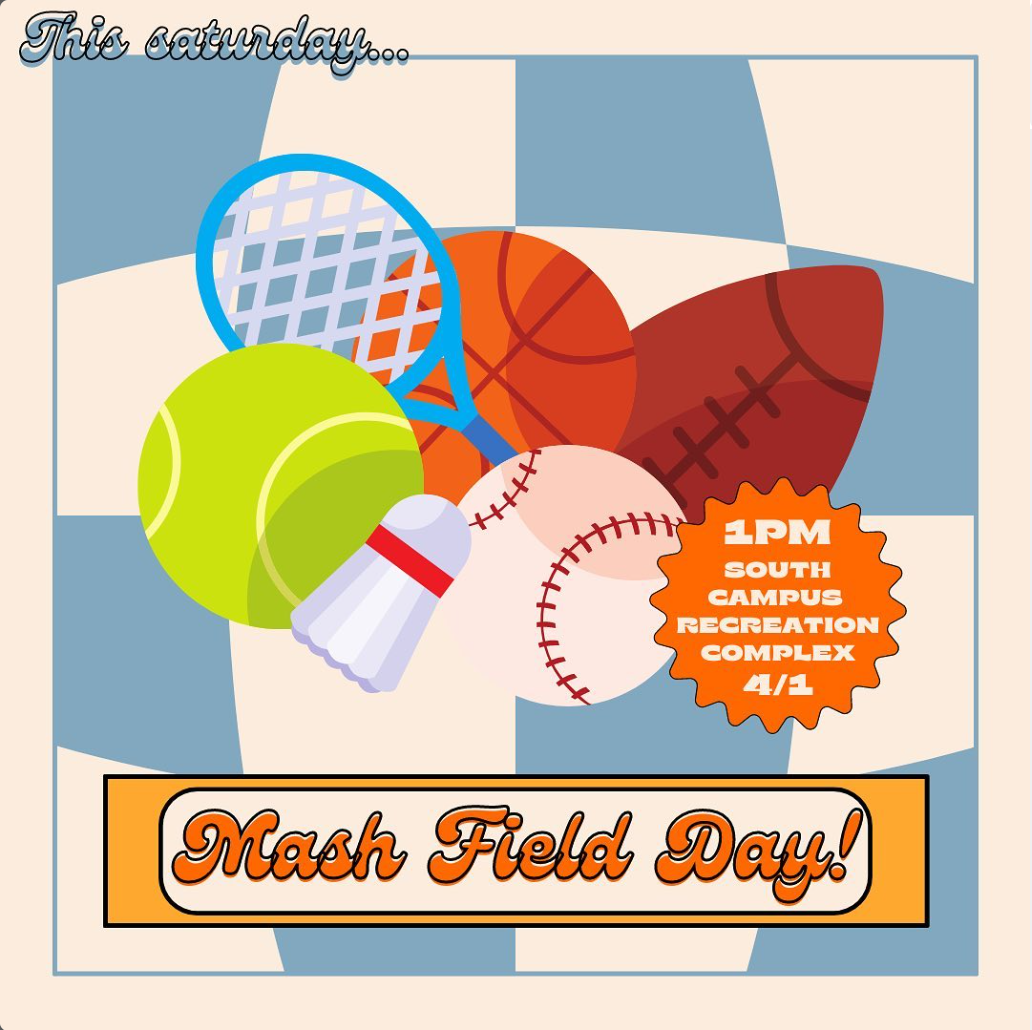 This saturday...
1PM
SOUTH
CAMPUS
RECREATION
COMPLEX
4/1
Mash Field Day!